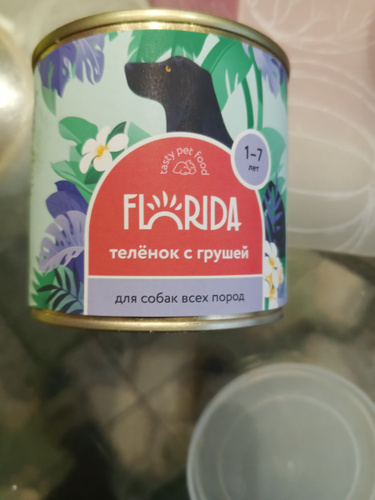 tasty pet food
1-7
лет
FLORIDA
телёнок с грушей
для собак всех пород